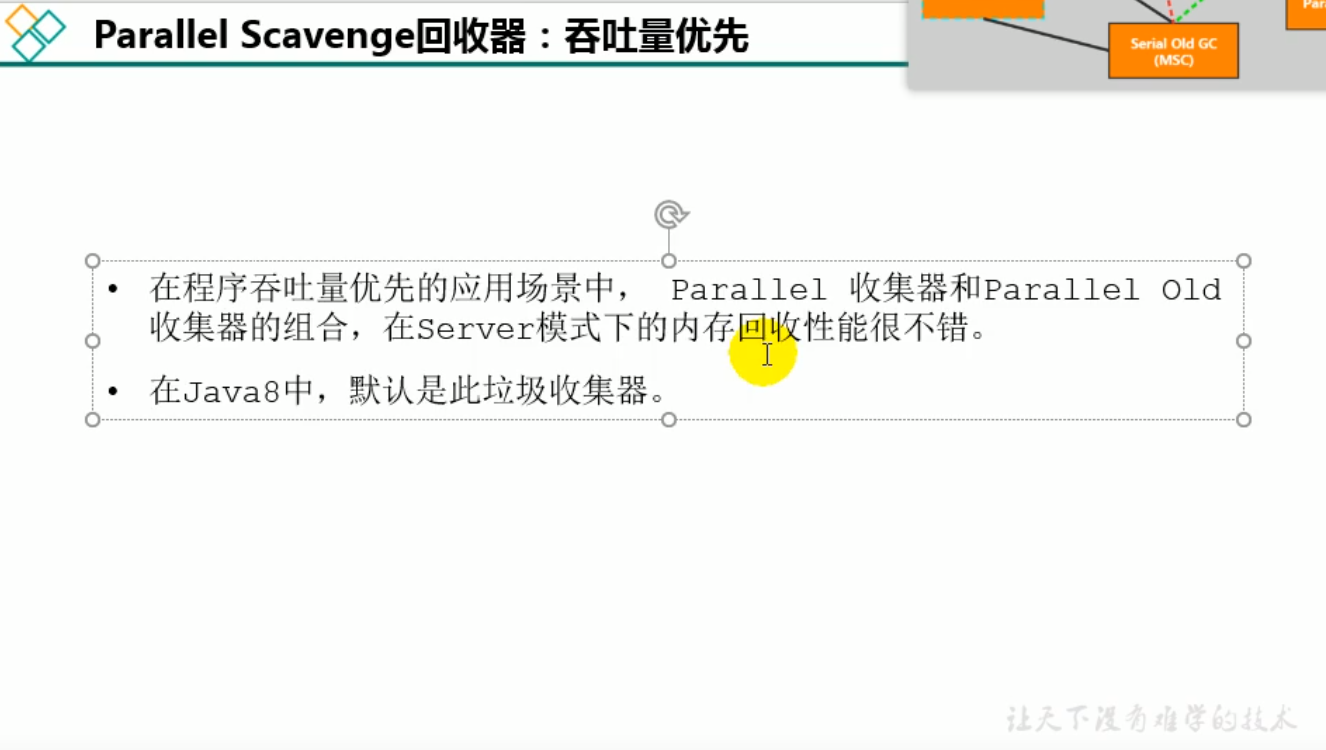 Parallel Scavenge回收器：吞吐量优先
Serial Old GC
(MSC)
• 在程序吞吐量优先的应用场景中， Parallel 收集器和Parallel Old
收集器的组合，在Server模式下的内存回收性能很不错。
• 在Java8中，默认是此垃圾收集器。
让天下没有难学的技术